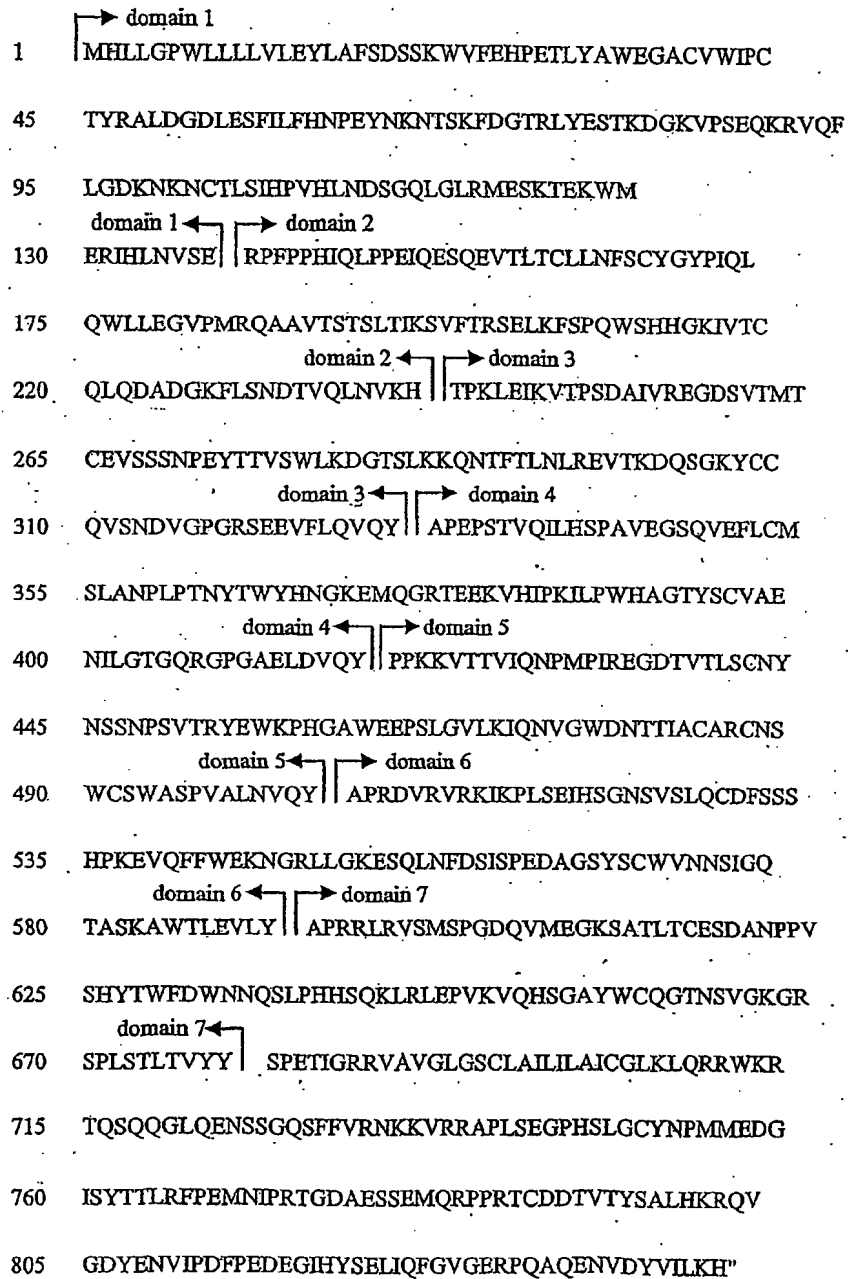 domain 1
1 MHLLGPWLLLLVLEYLAFSDSSKWVFEHPETLYAWEGACVWIPC
45 TYRALDGDLESFILFHNPEYNKNTSKFDGTRLYESTKDGKVPSEQKRVQF
95 LGDKNKNCTLSIHPVHLNDSGQLGLRMESKTEKWM
domain 1 domain 2
130 ERIHLNVSE RPFPPHIQLPPEIQESQEVTLTCLLNFSCYGYPIQL
175 QWLLEGVPMRQAAVTSTSLTIKSVFTRSELKFSPQWSHHGKIVTC
domain 2 domain 3
220 QLQDADGKFLSNDTVQLNVKH TPKLEIKVTPSDAIVREGDSVTMT
265 CEVSSSNPEYTTVSWLKDGTSLKKQNTFTLNLREVTKDQSGKYCC
domain 3 domain 4
310 QVSNDVGPGRSEEVFLQVQY APEPSTVQILHSPAVEGSQVEFLCM
355 SLANPLPTNYTWYHNGKEMQGRTEEKVHIPKILPWHAGTYSCVAE
domain 4 domain 5
400 NILGTGQRGPGAELDVQY PPKKVTTVIQNPMPIREGDTVTLSCNY
445 NSSNPSVTRYEWKPHGAWEEPSLGVLKIQNVGWDNTTIACARCNS
domain 5 domain 6
490 WCSWASPVALNVQY APRDVRVRKIKPLSEIHSGNSVSLQCDFSSS
535 HPKEVQFFWEKNGRLLGKESQLNFDSISPEDAGSYSCWVNNSIGQ
domain 6 domain 7
580 TASKAWTLEVLY APRRLRVSMSPGDQVMEGKSATLTCESDANPPV
625 SHYTWFDWNNQSLPHHSQKLRLEPVKVQHSGAYWCQGTNSVGKGR
domain 7
670 SPLSTLTVYY SPETIGRRVAVGLGSCLAILILAICGLKLQRRWKR
715 TQSQQGLQENSSGQSFFVRNKKVRRAPLSEGPHSLGCYNPMMEDG
760 ISYTTLRFPEMNIPRTGDAESSEMQRPPRTCDDTVTYSALHKRQV
805 GDYENVIPDFPEDEGIHYSELIQFGVGERPQAQENVDYVILKH"